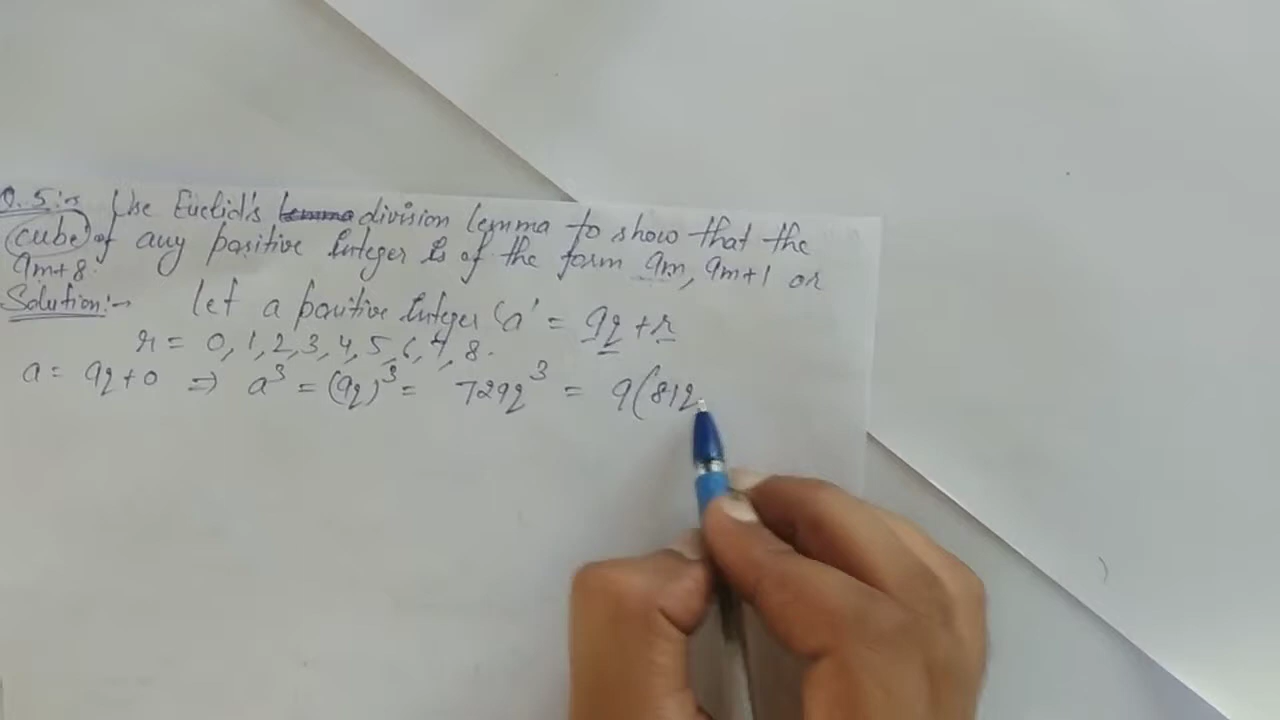 Q.5:- Use Euclid's lemma division lemma to show that the
cube of any positive integer is of the form 9m, 9m+1 or
9m+8.
Solution:- let a positive integer 'a' = 9q + r
r = 0, 1, 2, 3, 4, 5, 6, 7, 8.
a = 9q+0 ⇒ a³ = (9q)³ = 729q³ = 9(81q